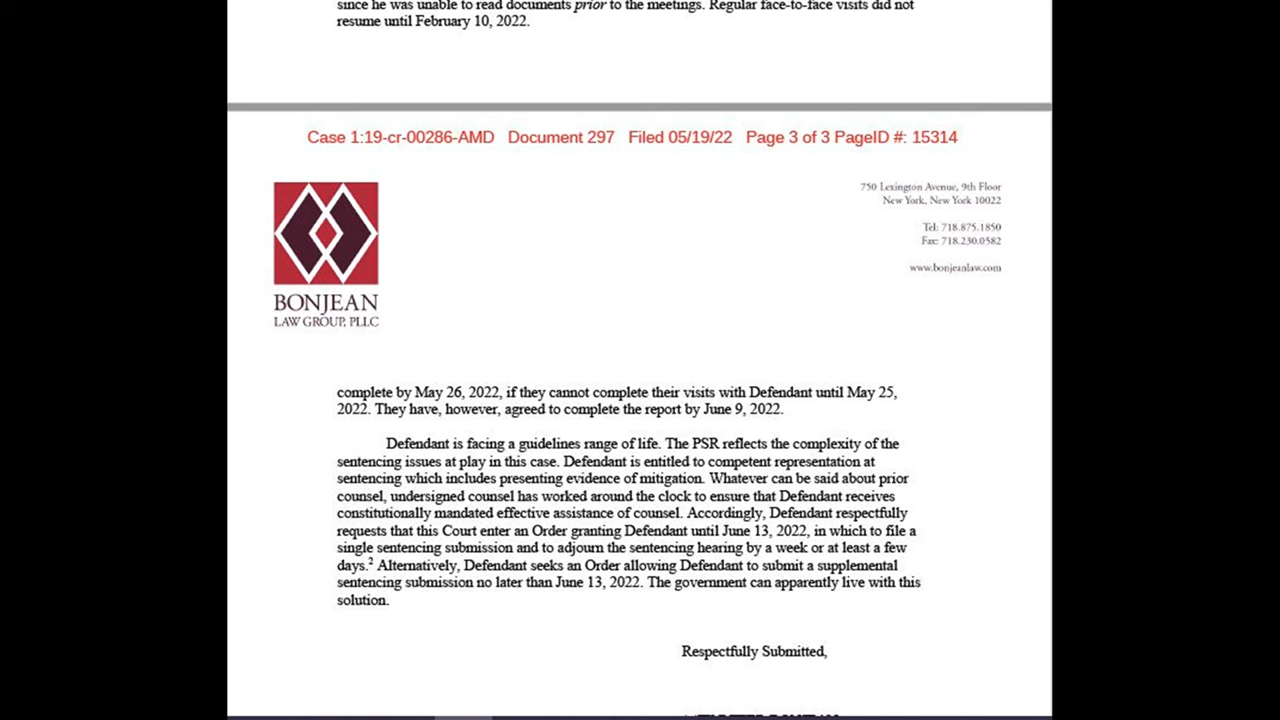 since he was unable to read documents prior to the meetings. Regular face-to-face visits did not
resume until February 10, 2022.
Case 1:19-cr-00286-AMD Document 297 Filed 05/19/22 Page 3 of 3 PageID #: 15314
750 Lexington Avenue, 9th Floor
New York, New York 10022
Tel: 718.875.1850
Fax: 718.230.0582
www.bonjeanlaw.com
BONJEAN
LAW GROUP, PLLC
complete by May 26, 2022, if they cannot complete their visits with Defendant until May 25,
2022. They have, however, agreed to complete the report by June 9, 2022.
Defendant is facing a guidelines range of life. The PSR reflects the complexity of the
sentencing issues at play in this case. Defendant is entitled to competent representation at
sentencing which includes presenting evidence of mitigation. Whatever can be said about prior
counsel, undersigned counsel has worked around the clock to ensure that Defendant receives
constitutionally mandated effective assistance of counsel. Accordingly, Defendant respectfully
requests that this Court enter an Order granting Defendant until June 13, 2022, in which to file a
single sentencing submission and to adjourn the sentencing hearing by a week or at least a few
days.² Alternatively, Defendant seeks an Order allowing Defendant to submit a supplemental
sentencing submission no later than June 13, 2022. The government can apparently live with this
solution.
Respectfully Submitted,